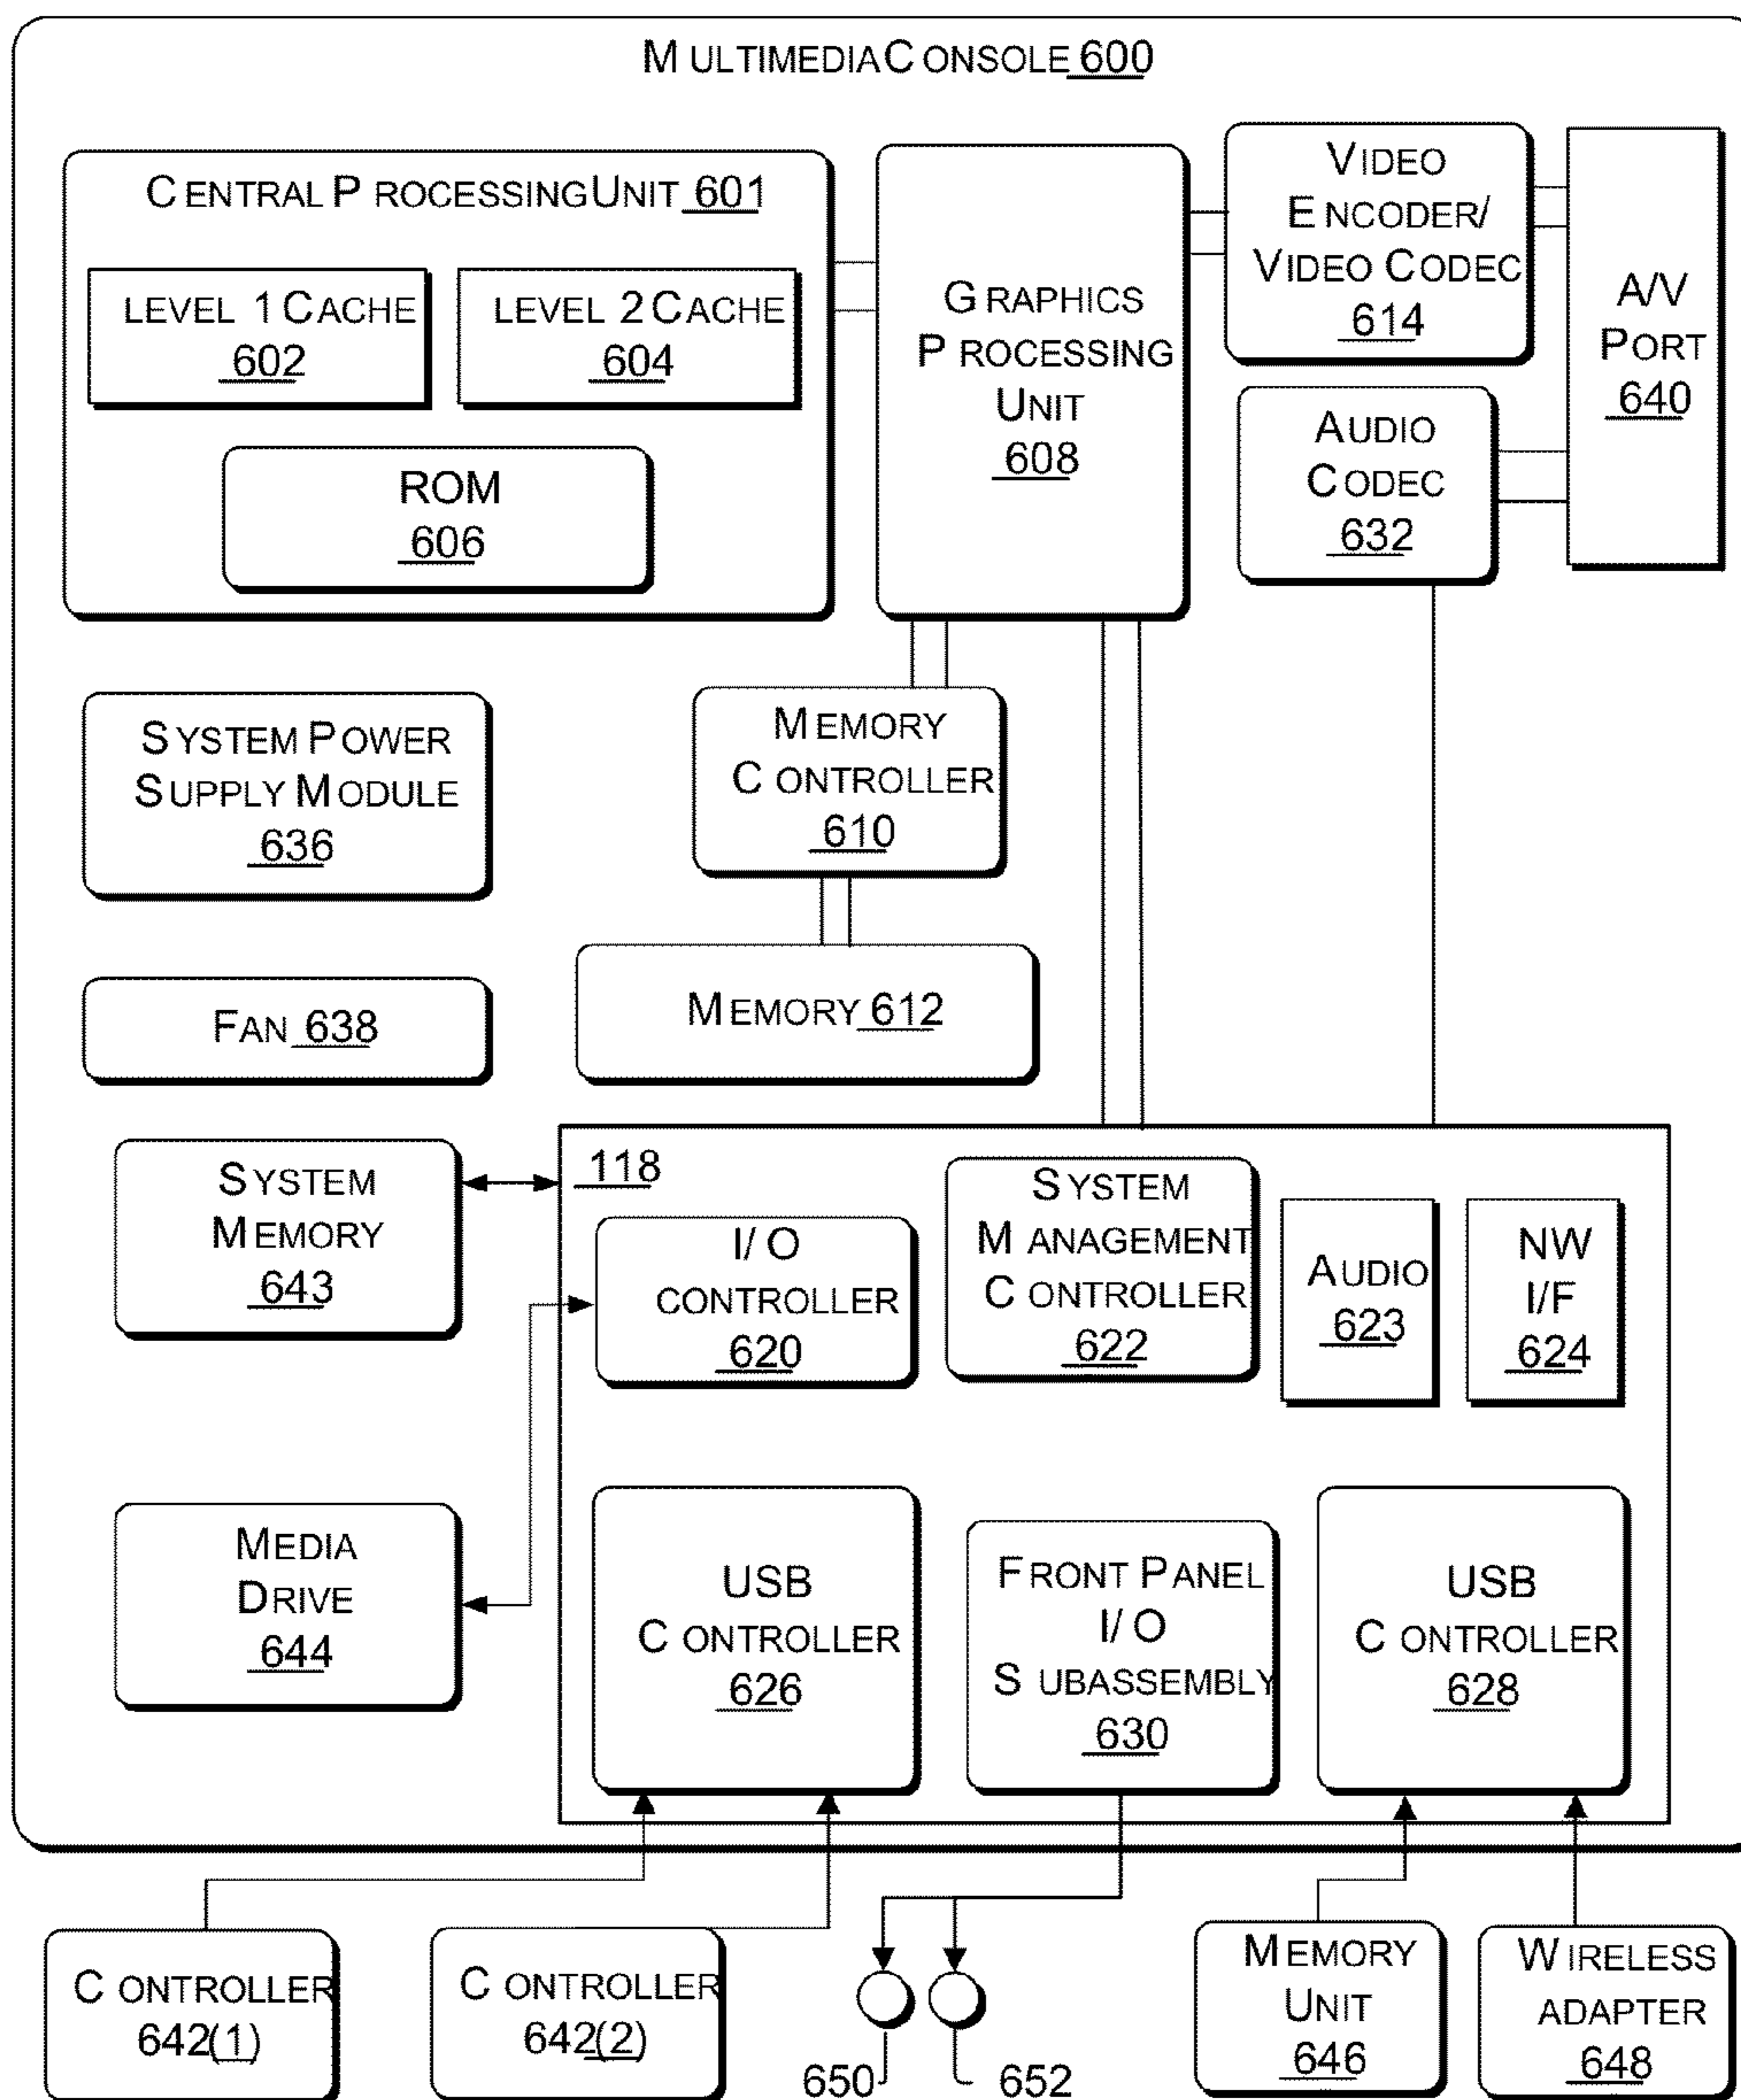 MULTIMEDIA CONSOLE 600
CENTRAL PROCESSING UNIT 601
LEVEL 1 CACHE
602
LEVEL 2 CACHE
604
ROM
606
GRAPHICS
PROCESSING
UNIT
608
VIDEO
ENCODER/
VIDEO CODEC
614
AUDIO
CODEC
632
A/V
PORT
640
SYSTEM POWER
SUPPLY MODULE
636
MEMORY
CONTROLLER
610
FAN 638
MEMORY 612
SYSTEM
MEMORY
643
118
I/O
CONTROLLER
620
SYSTEM
MANAGEMENT
CONTROLLER
622
AUDIO
623
NW
I/F
624
MEDIA
DRIVE
644
USB
CONTROLLER
626
FRONT PANEL
I/O
SUBASSEMBLY
630
USB
CONTROLLER
628
CONTROLLER
642(1)
CONTROLLER
642(2)
650
652
MEMORY
UNIT
646
WIRELESS
ADAPTER
648